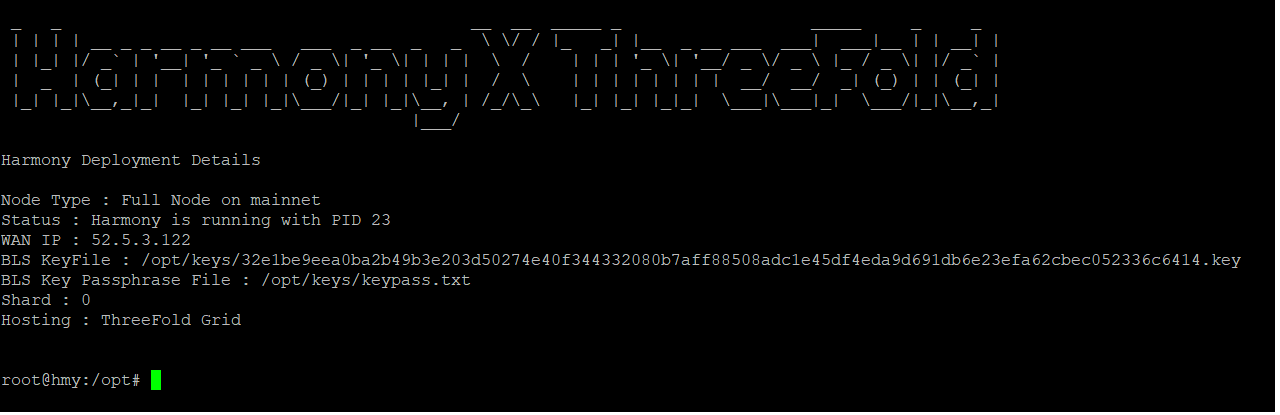 HarmonyX ThreeFold
Harmony Deployment Details
Node Type : Full Node on mainnet
Status : Harmony is running with PID 23
WAN IP : 52.5.3.122
BLS KeyFile : /opt/keys/32e1be9eea0ba2b49b3e203d50274e40f344332080b7aff88508adc1e45df4eda9d691db6e23efa62cbec052336c6414.key
BLS Key Passphrase File : /opt/keys/keypass.txt
Shard : 0
Hosting : ThreeFold Grid
root@hmy:/opt#